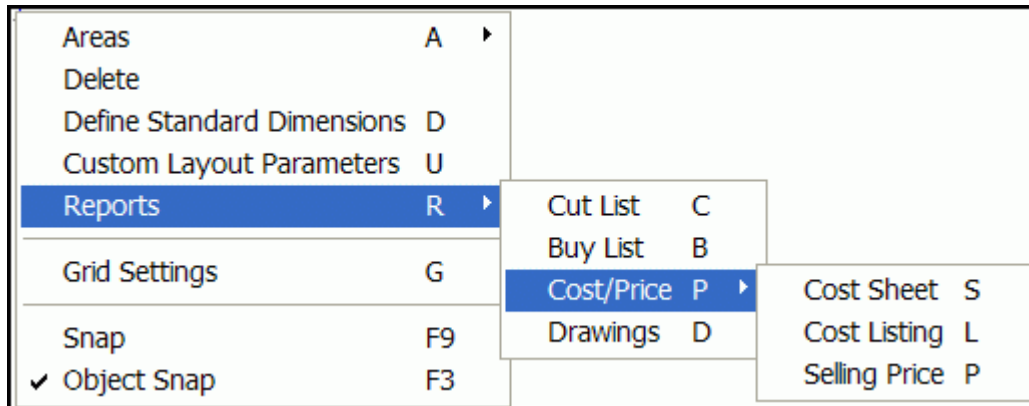 Areas A
Delete
Define Standard Dimensions D
Custom Layout Parameters U
Reports R
Grid Settings G
Snap F9
Object Snap F3
Cut List C
Buy List B
Cost/Price P
Drawings D
Cost Sheet S
Cost Listing L
Selling Price P